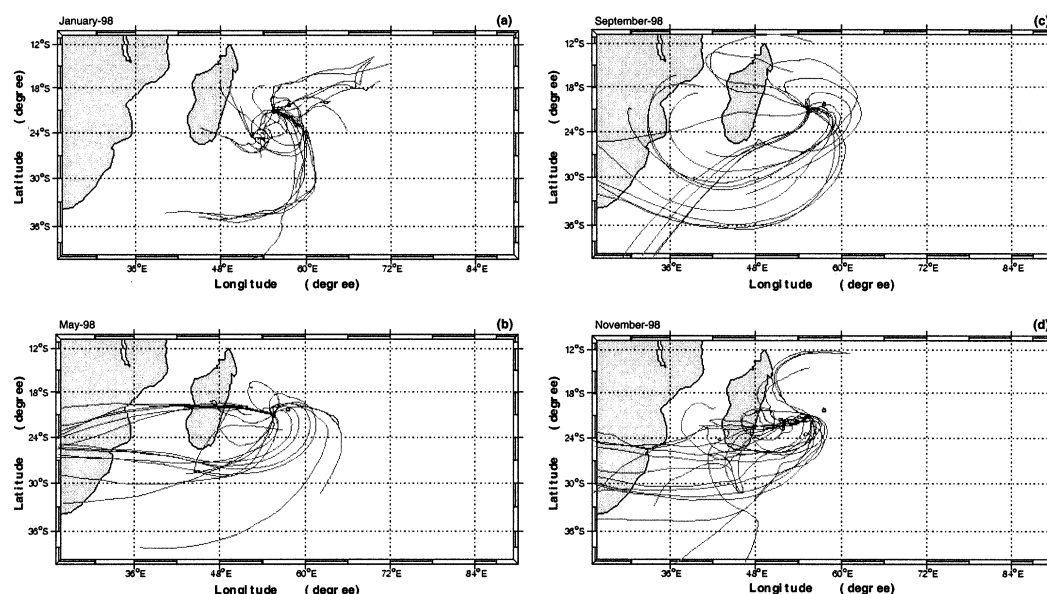 January-98 (a)
12°S
18°S
24°S
30°S
36°S
Latitude (degree)
36°E 48°E 60°E 72°E 84°E
Longitude (degree)
September-98 (c)
12°S
18°S
24°S
30°S
36°S
Latitude (degree)
36°E 48°E 60°E 72°E 84°E
Longitude (degree)
May-98 (b)
12°S
18°S
24°S
30°S
36°S
Latitude (degree)
36°E 48°E 60°E 72°E 84°E
Longitude (degree)
November-98 (d)
12°S
18°S
24°S
30°S
36°S
Latitude (degree)
36°E 48°E 60°E 72°E 84°E
Longitude (degree)